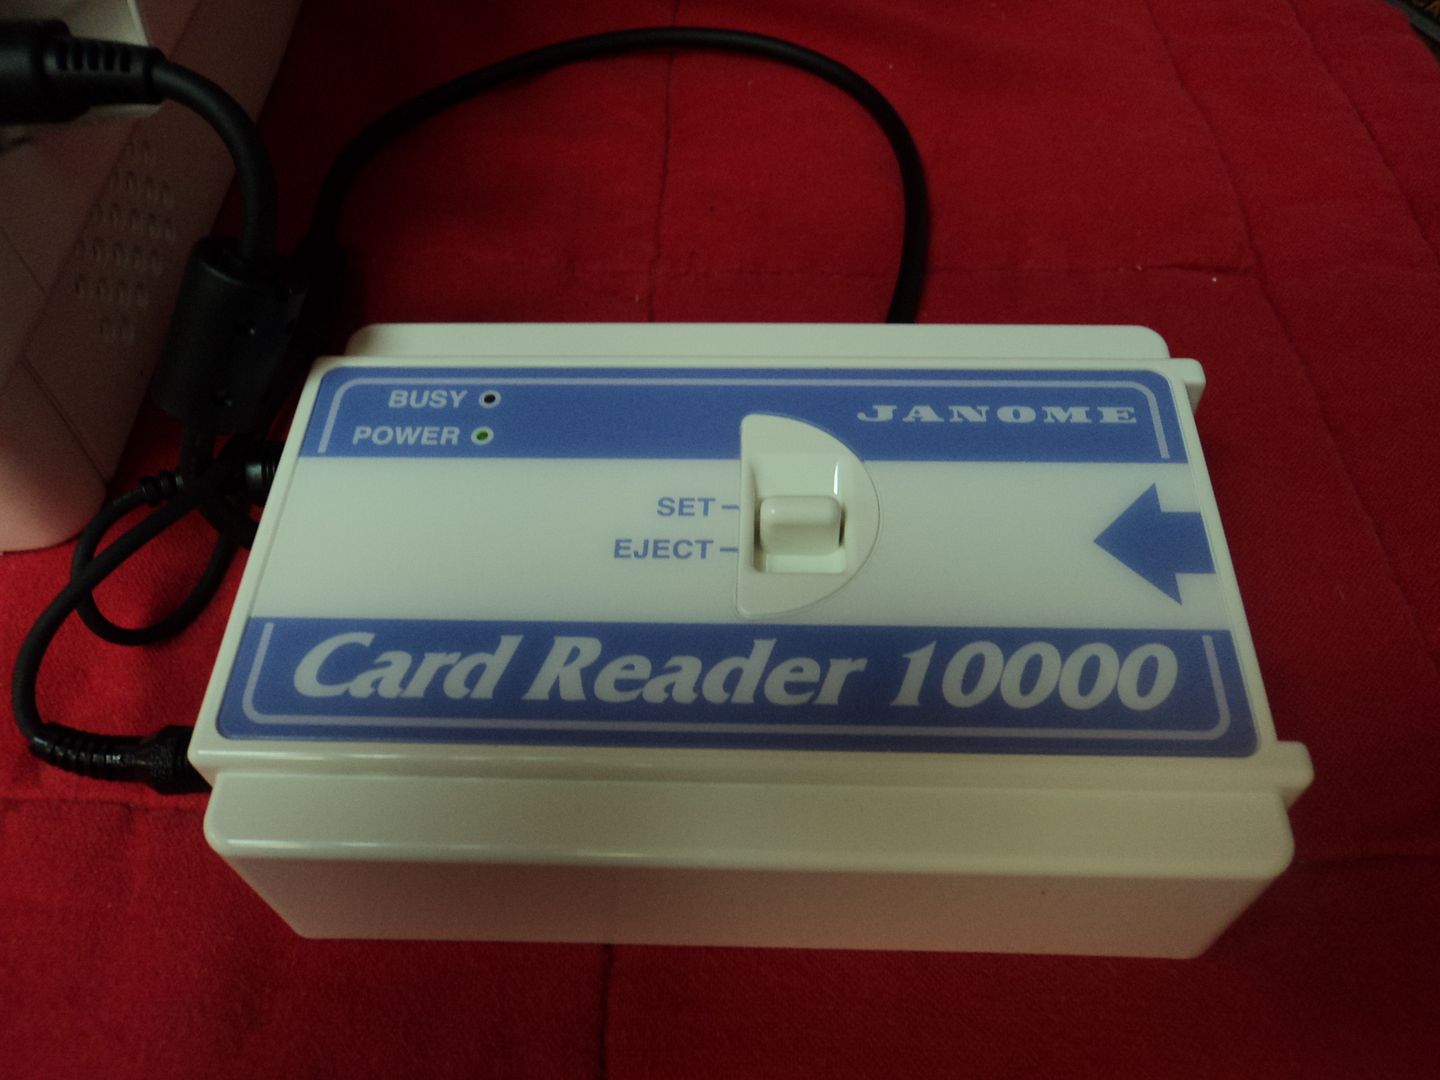 BUSY
POWER
JANOME
SET
EJECT
Card Reader 10000